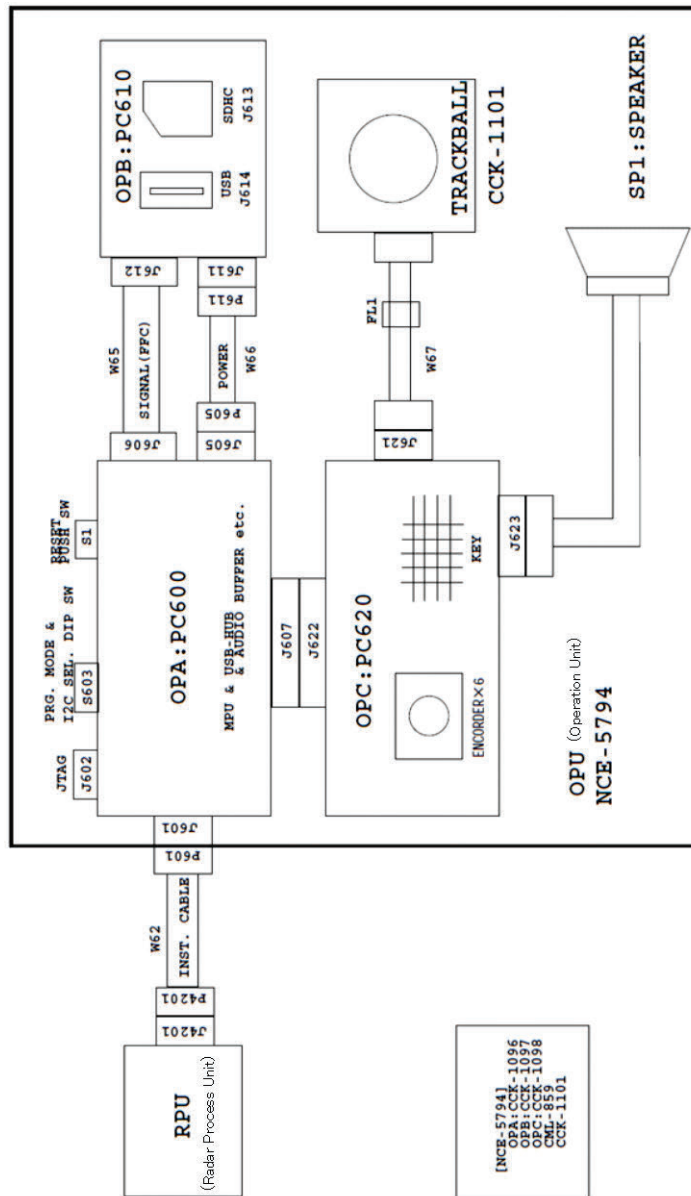 OPB:PC610
SDHC
J613
USB
J614
J612
J611
P611
W65
SIGNAL(FFC)
POWER
W66
P605
J606
J605
TRACKBALL
CCK-1101
FL1
W67
J621
SP1:SPEAKER
RESET
PUSH SW
S1
PRG. MODE &
I2C SEL. DIP SW
S603
JTAG
J602
OPA:PC600
MPU & USB-HUB
& AUDIO BUFFER etc.
J607
J622
OPC:PC620
KEY
J623
ENCORDER×6
OPU (Operation Unit)
NCE-5794
J601
P601
W62
INST. CABLE
P4201
J4201
RPU
(Radar Process Unit)
[NCE-5794]
OPA:CCK-1096
OPB:CCK-1097
OPC:CCK-1098
CML-859
CCK-1101